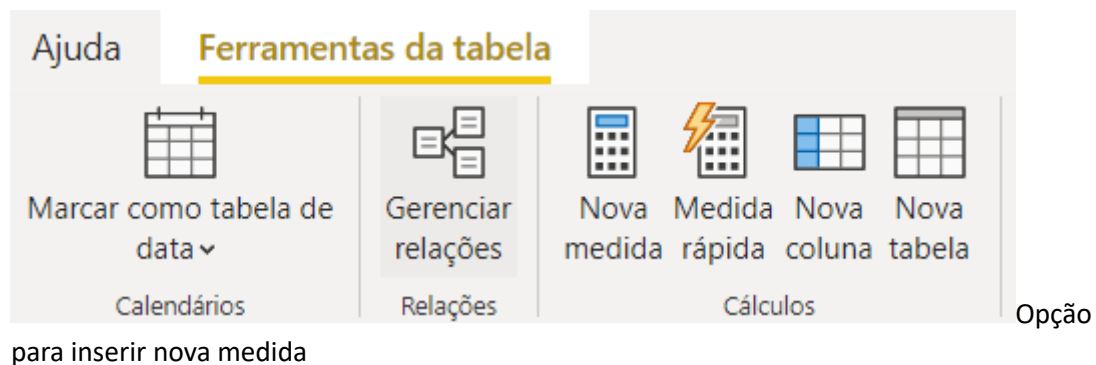 Ajuda Ferramentas da tabela
Marcar como tabela de data
Gerenciar relações
Nova medida
Medida rápida
Nova coluna
Nova tabela
Calendários Relações Cálculos
Opção
para inserir nova medida